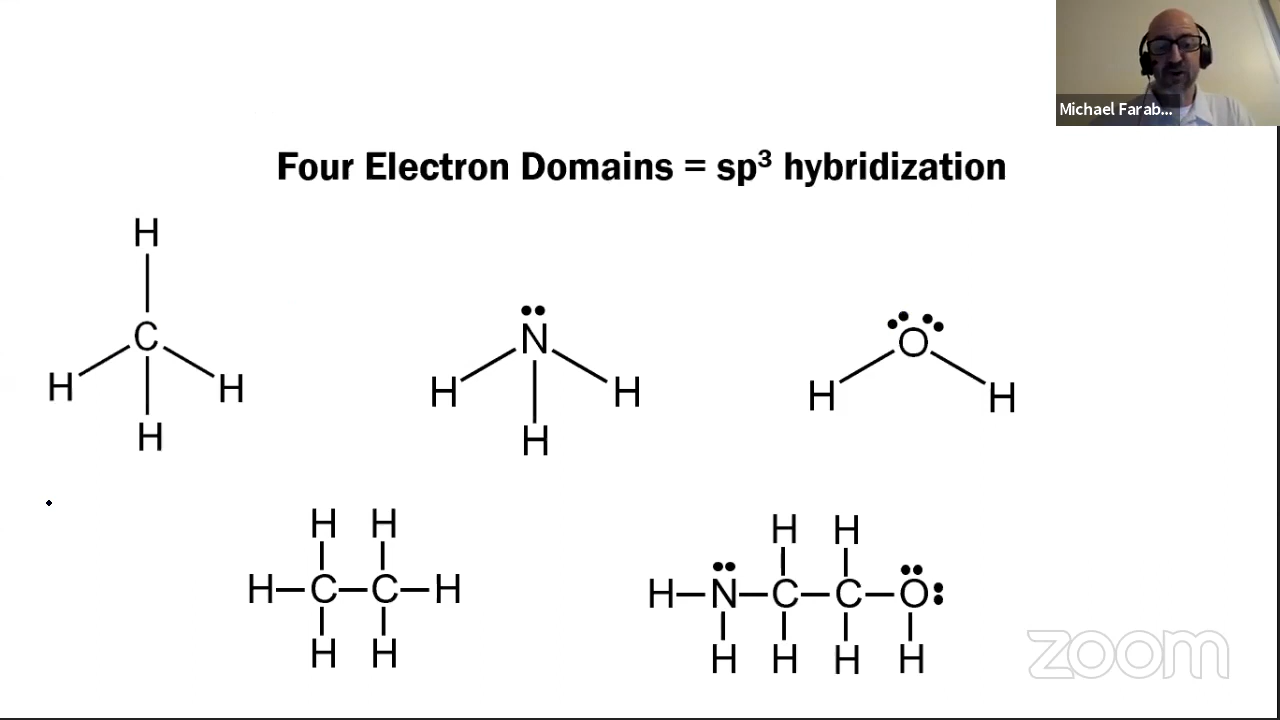 Michael Farab...
Four Electron Domains = sp³ hybridization
H
C
H H
H
N
H H
H
O
H H
H H
H C C H
H H
H H
H N C C O
H H H H
zoom